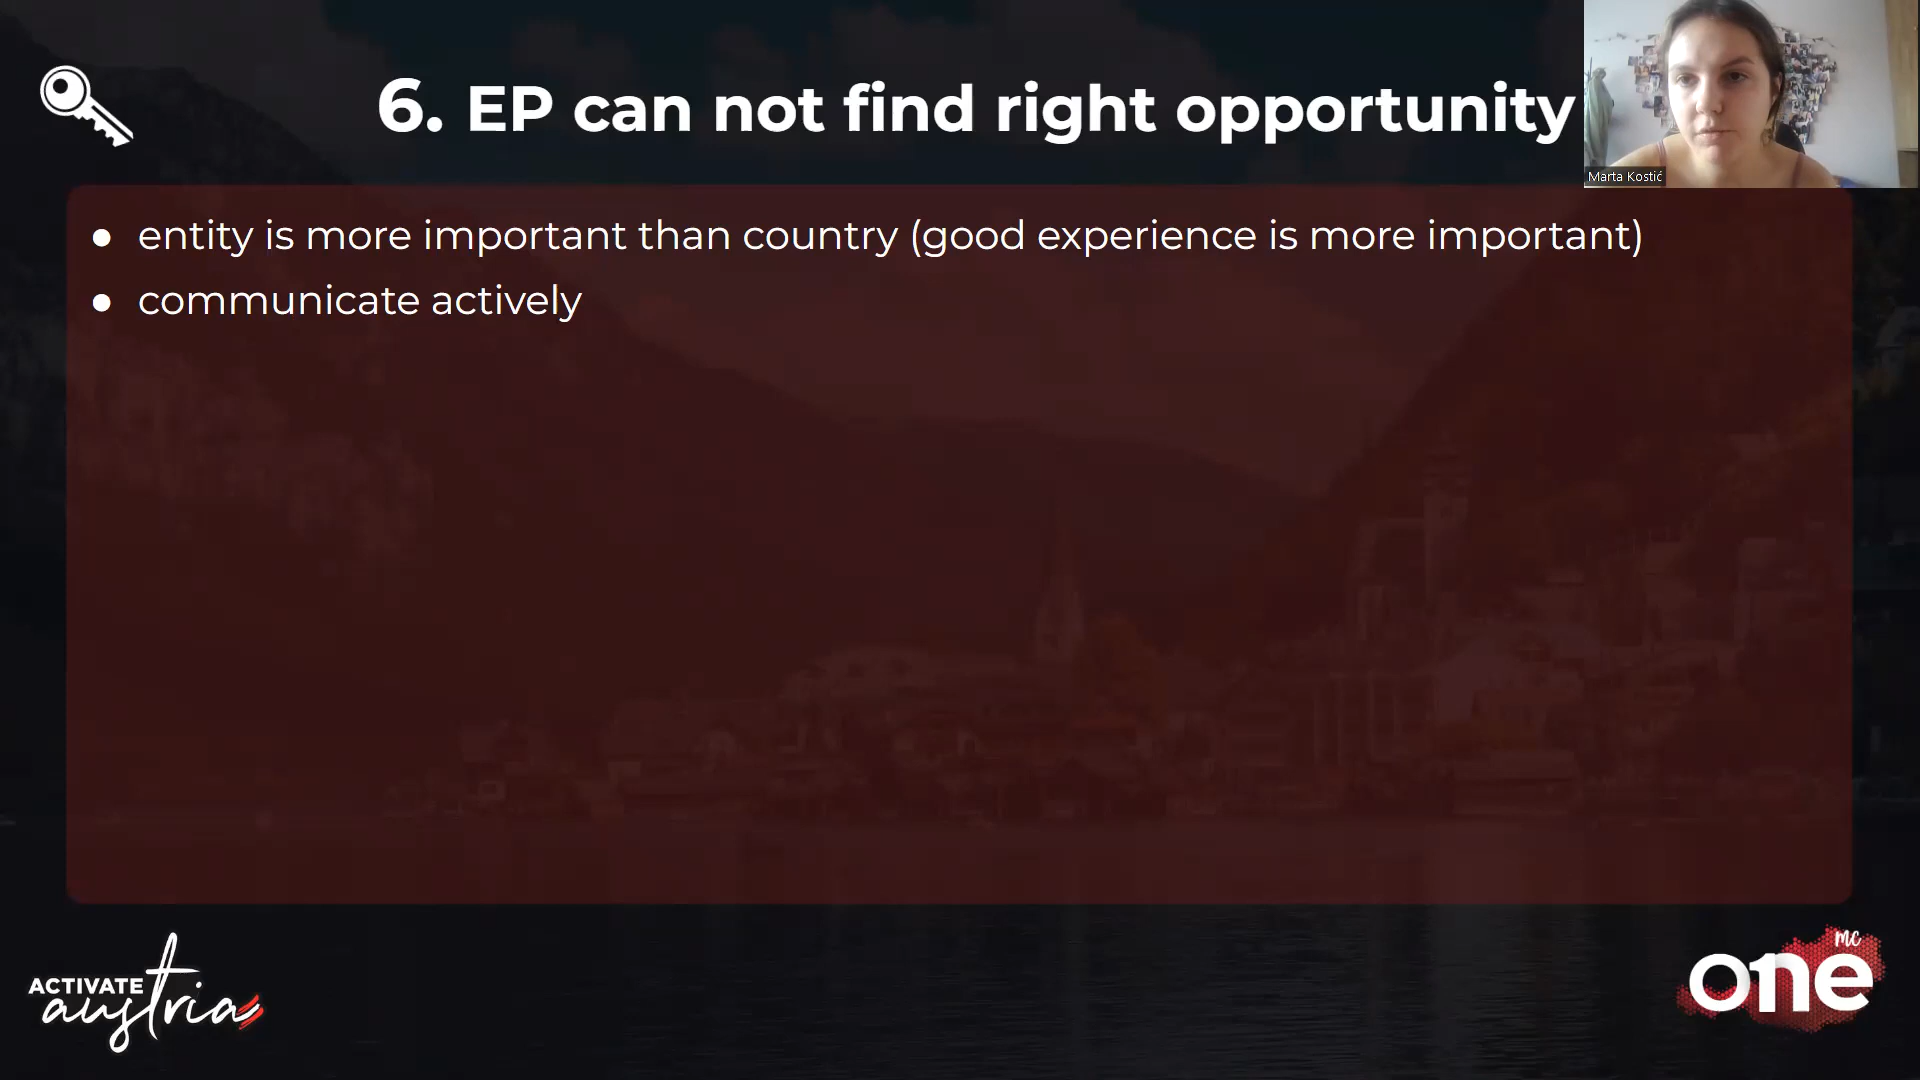 6. EP can not find right opportunity
Marta Kostić
● entity is more important than country (good experience is more important)
● communicate actively
ACTIVATE
austria
mc
one